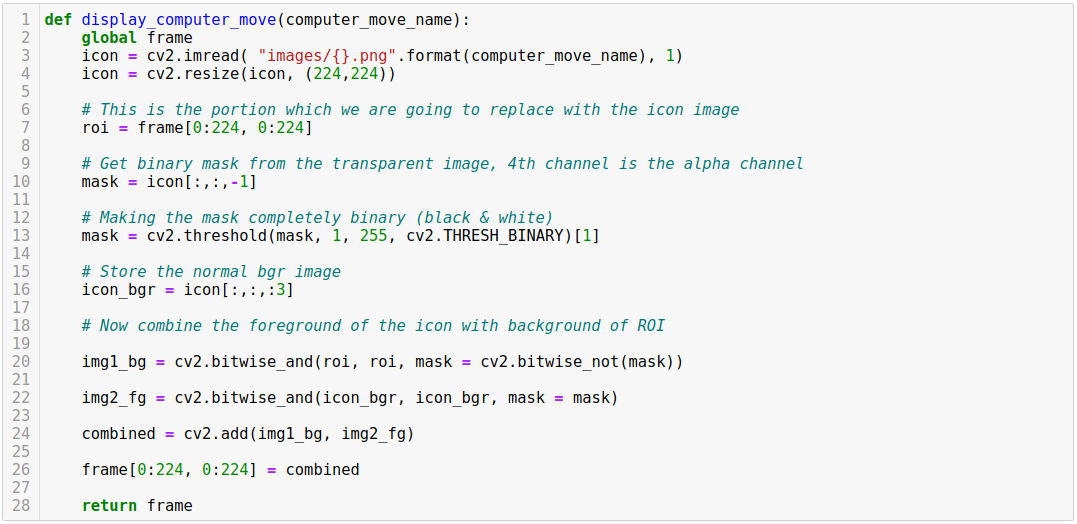 1 def display_computer_move(computer_move_name):
2     global frame
3     icon = cv2.imread( "images/{}.png".format(computer_move_name), 1)
4     icon = cv2.resize(icon, (224,224))
5
6     # This is the portion which we are going to replace with the icon image
7     roi = frame[0:224, 0:224]
8
9     # Get binary mask from the transparent image, 4th channel is the alpha channel
10     mask = icon[:,:,-1]
11
12     # Making the mask completely binary (black & white)
13     mask = cv2.threshold(mask, 1, 255, cv2.THRESH_BINARY)[1]
14
15     # Store the normal bgr image
16     icon_bgr = icon[:,:,:3]
17
18     # Now combine the foreground of the icon with background of ROI
19
20     img1_bg = cv2.bitwise_and(roi, roi, mask = cv2.bitwise_not(mask))
21
22     img2_fg = cv2.bitwise_and(icon_bgr, icon_bgr, mask = mask)
23
24     combined = cv2.add(img1_bg, img2_fg)
25
26     frame[0:224, 0:224] = combined
27
28     return frame